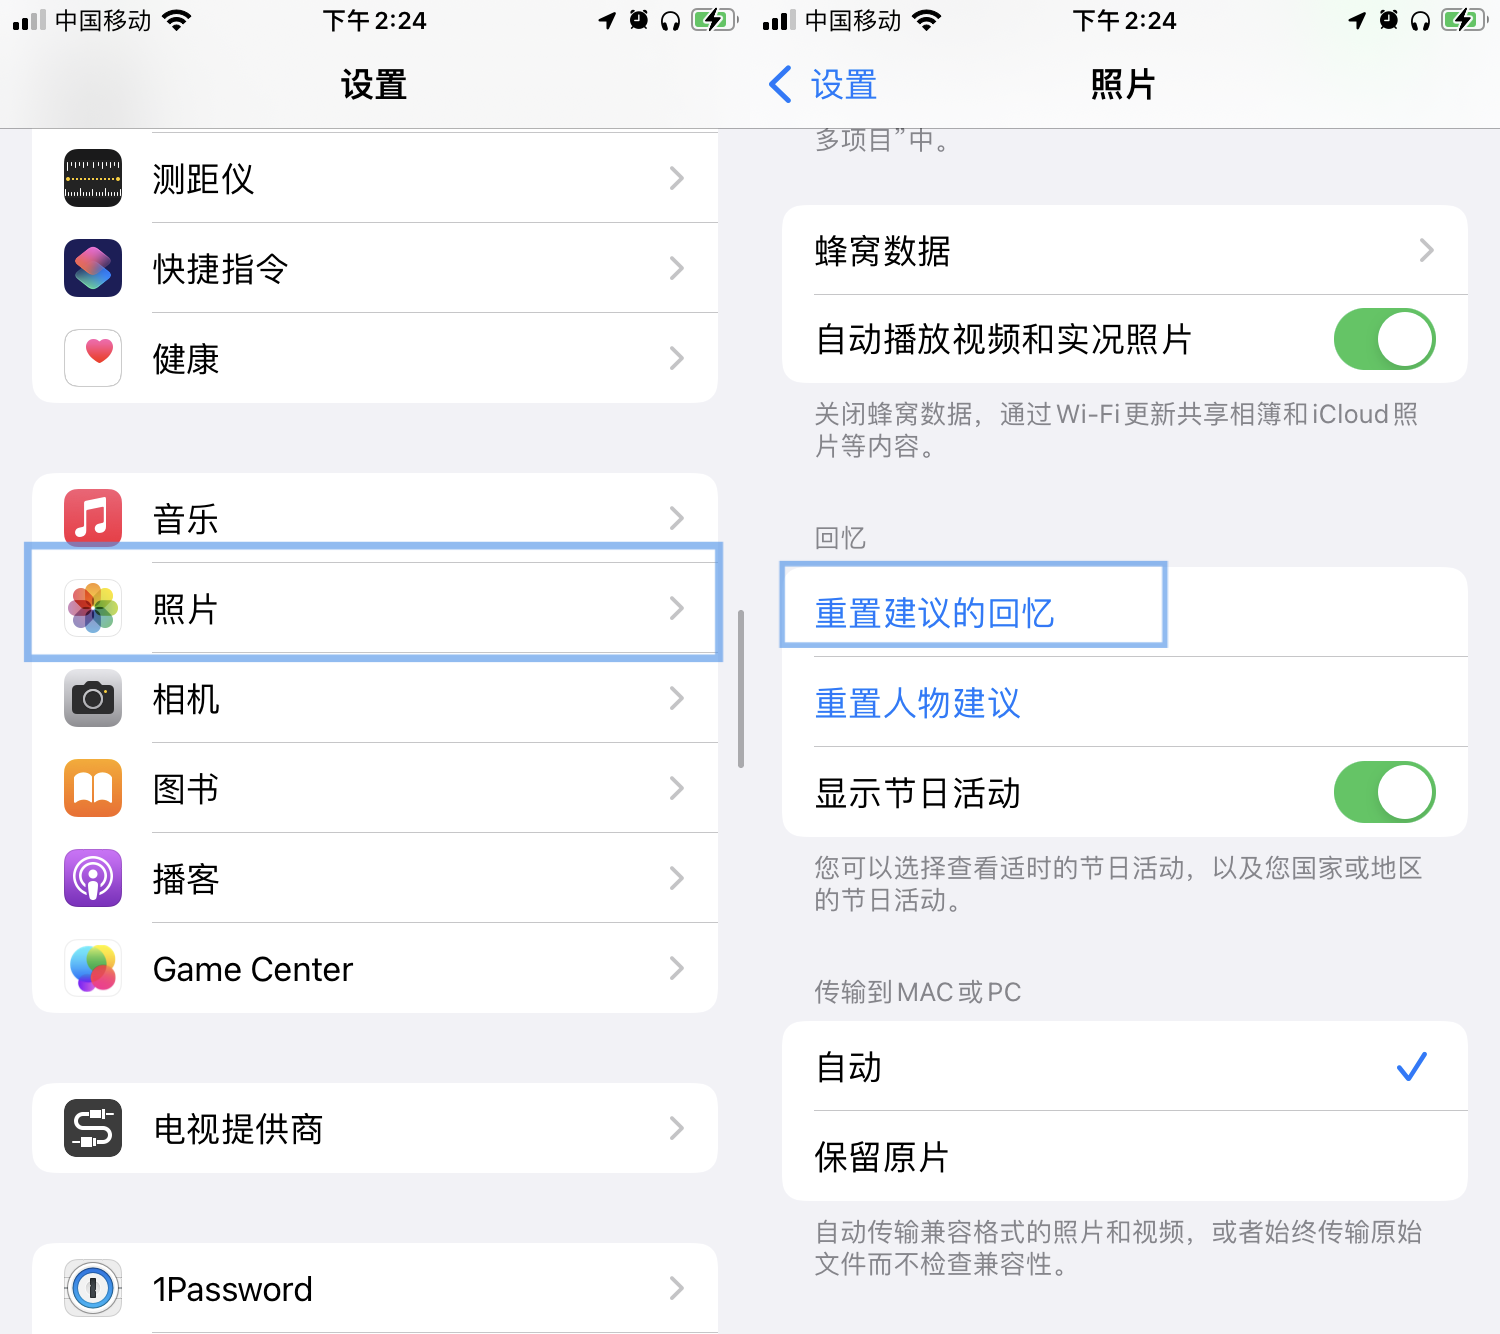 中国移动
下午2:24
设置
测距仪
快捷指令
健康
音乐
照片
相机
图书
播客
Game Center
电视提供商
1Password
中国移动
下午2:24
设置
照片
多项目”中。
蜂窝数据
自动播放视频和实况照片
关闭蜂窝数据，通过Wi-Fi更新共享相簿和iCloud照
片等内容。
回忆
重置建议的回忆
重置人物建议
显示节日活动
您可以选择查看适时的节日活动，以及您国家或地区
的节日活动。
传输到MAC或PC
自动
保留原片
自动传输兼容格式的照片和视频，或者始终传输原始
文件而不检查兼容性。